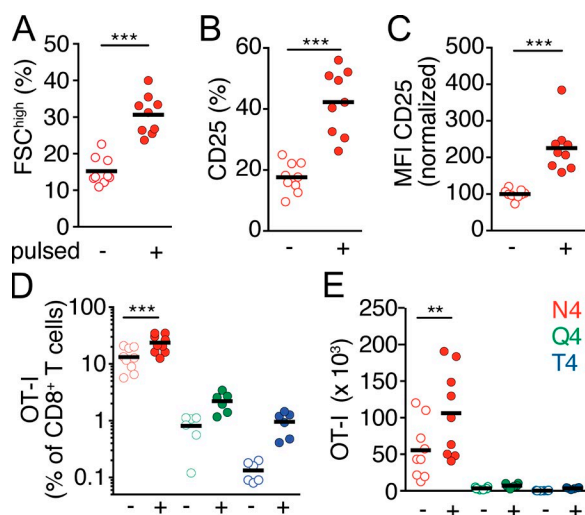 A
***
FSChigh (%)
50
40
30
20
10
0
pulsed - +
B
***
CD25 (%)
60
40
20
0
- +
C
***
MFI CD25
(normalized)
500
400
300
200
100
0
- +
D
***
OT-I
(% of CD8+ T cells)
100
10
1
0.1
- + - + - +
E
**
OT-I (x 10³)
250
200
150
100
50
0
- + - + - +
N4
Q4
T4